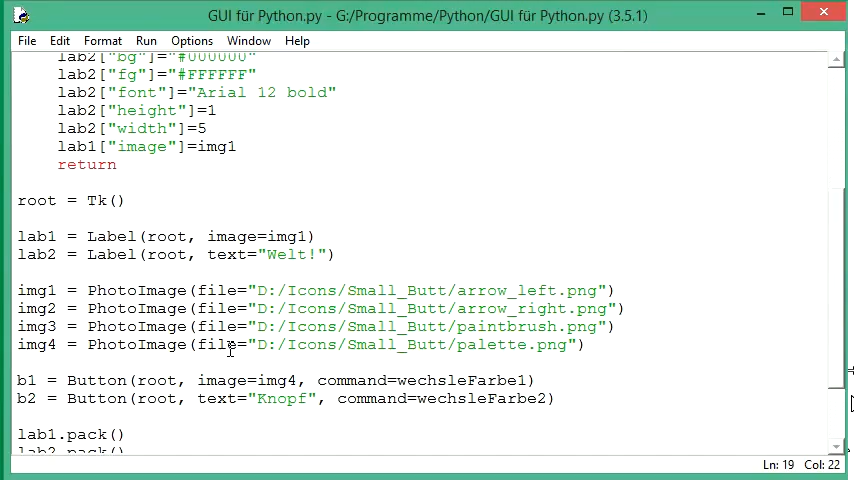 GUI für Python.py - G:/Programme/Python/GUI für Python.py (3.5.1)
File Edit Format Run Options Window Help
lab2["bg"]="#000000"
lab2["fg"]="#FFFFFF"
lab2["font"]="Arial 12 bold"
lab2["height"]=1
lab2["width"]=5
lab1["image"]=img1
return
root = Tk()
lab1 = Label(root, image=img1)
lab2 = Label(root, text="Welt!")
img1 = PhotoImage(file="D:/Icons/Small_Butt/arrow_left.png")
img2 = PhotoImage(file="D:/Icons/Small_Butt/arrow_right.png")
img3 = PhotoImage(file="D:/Icons/Small_Butt/paintbrush.png")
img4 = PhotoImage(file="D:/Icons/Small_Butt/palette.png")
b1 = Button(root, image=img4, command=wechsleFarbe1)
b2 = Button(root, text="Knopf", command=wechsleFarbe2)
lab1.pack()
lab2.pack()
Ln: 19 Col: 22